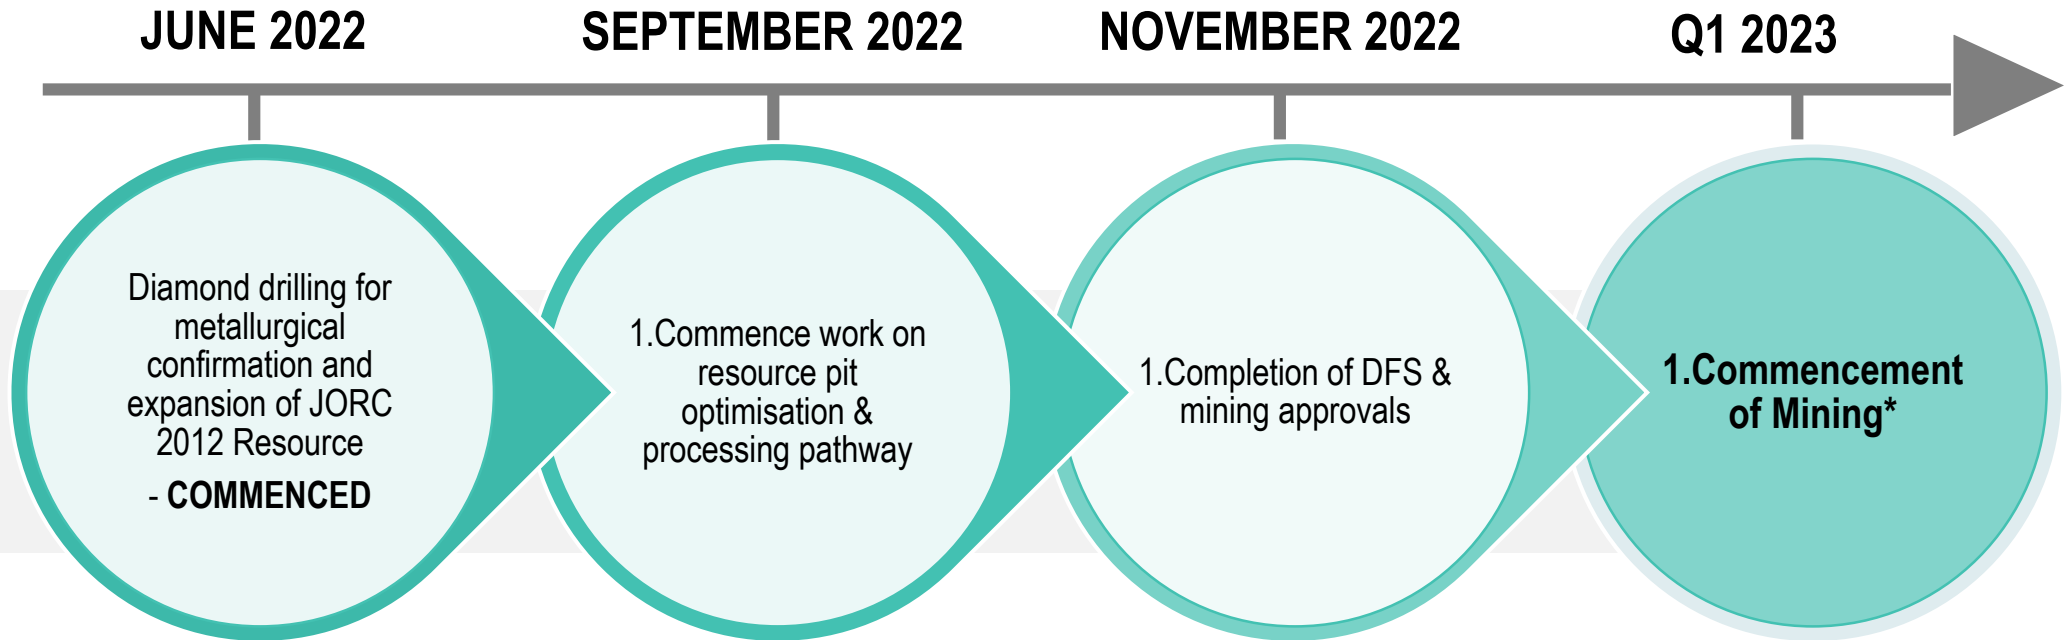 JUNE 2022
SEPTEMBER 2022
NOVEMBER 2022
Q1 2023
Diamond drilling for
metallurgical
confirmation and
expansion of JORC
2012 Resource
- COMMENCED
1.Commence work on
resource pit
optimisation &
processing pathway
1.Completion of DFS &
mining approvals
1.Commencement
of Mining*